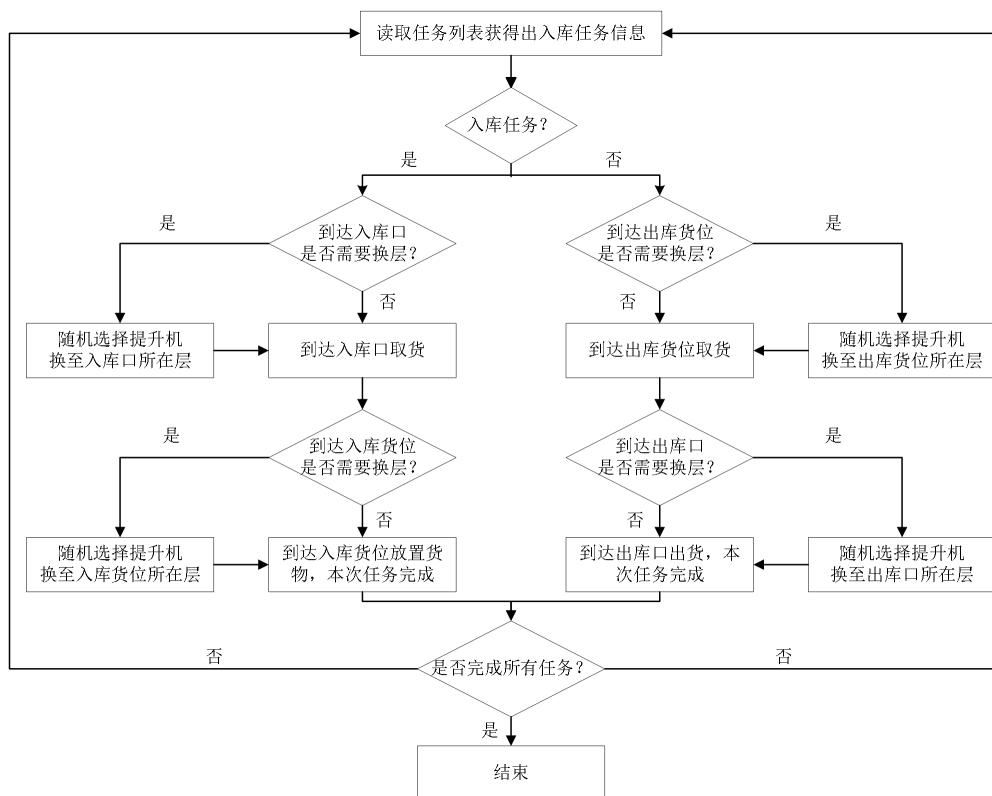 读取任务列表获得出入库任务信息
入库任务？
是
否
到达入库口
是否需要换层？
到达出库货位
是否需要换层？
是
是
否
否
随机选择提升机
换至入库口所在层
到达入库口取货
到达出库货位取货
随机选择提升机
换至出库货位所在层
到达入库货位
是否需要换层？
到达出库口
是否需要换层？
是
是
否
否
随机选择提升机
换至入库货位所在层
到达入库货位放置货
物，本次任务完成
到达出库口出货，本
次任务完成
随机选择提升机
换至出库口所在层
否
是否完成所有任务？
否
是
结束